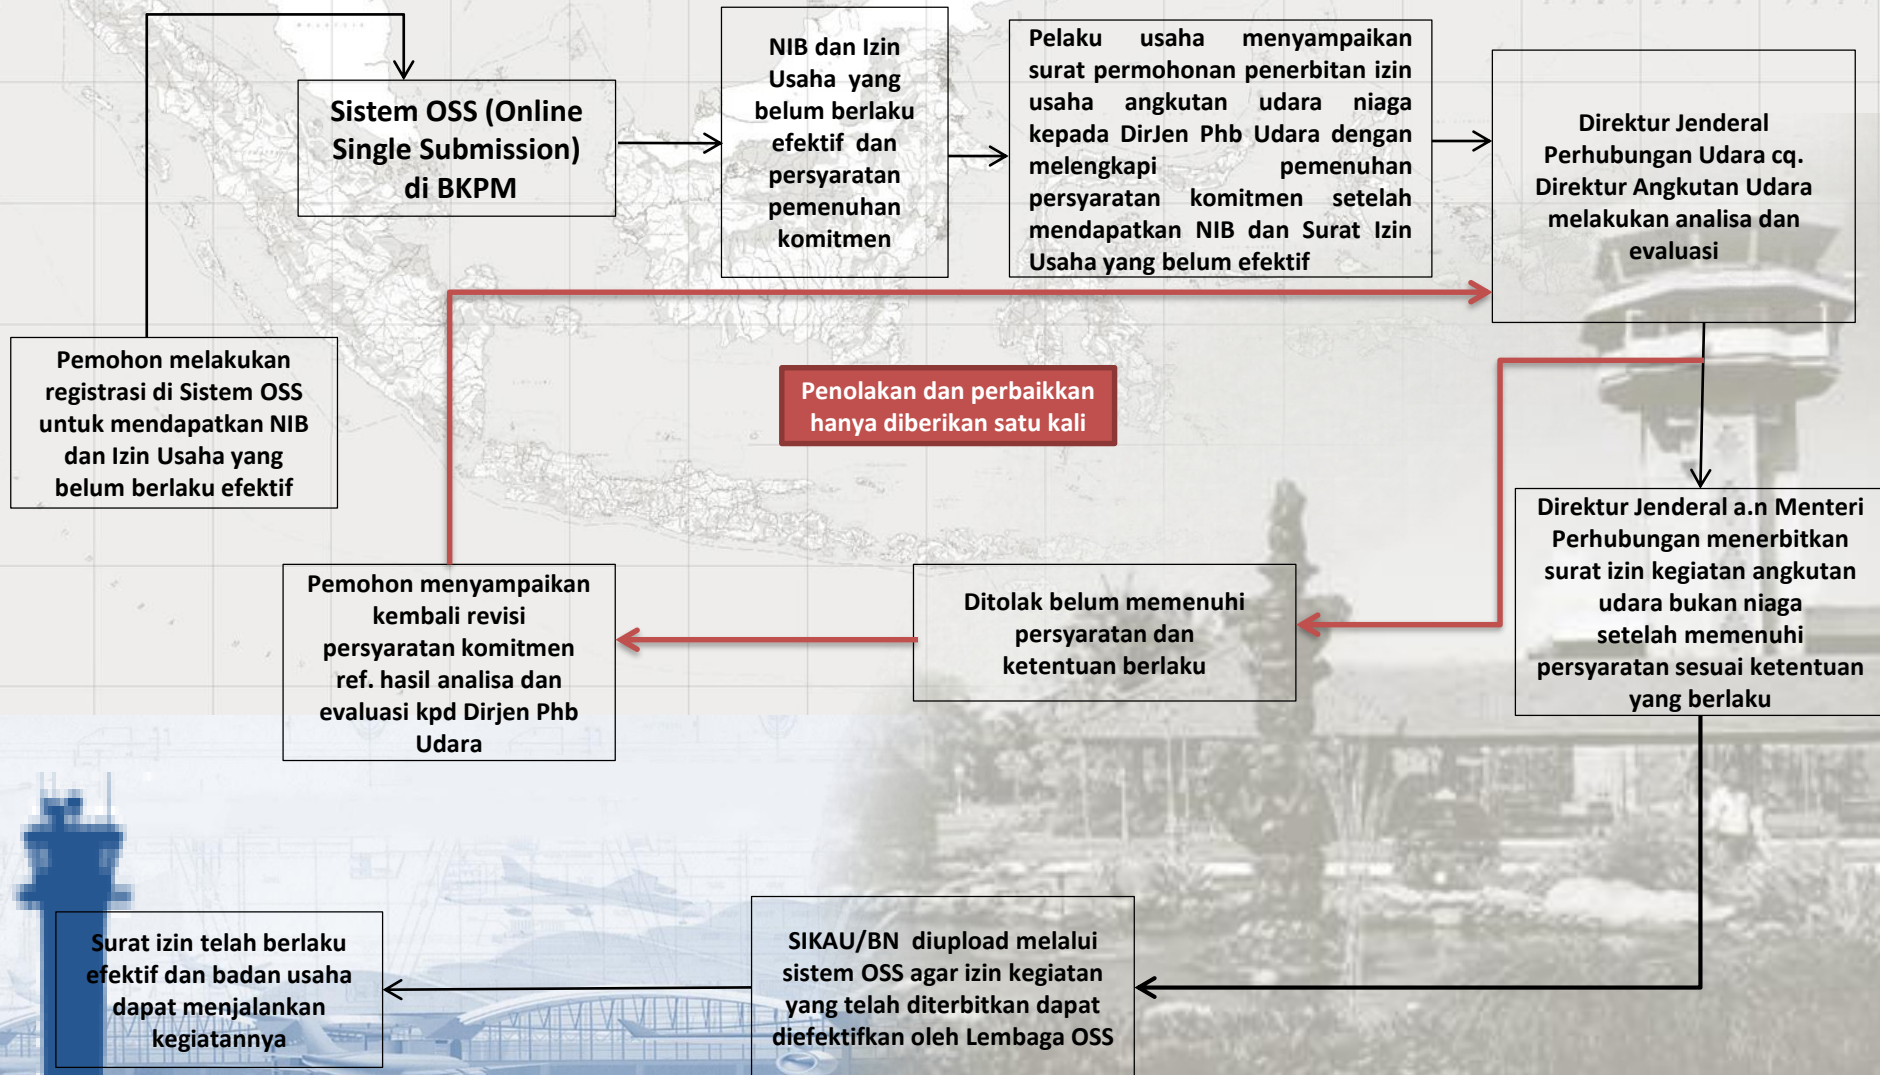 Pemohon melakukan
registrasi di Sistem OSS
untuk mendapatkan NIB
dan Izin Usaha yang
belum berlaku efektif
Sistem OSS (Online
Single Submission)
di BKPM
NIB dan Izin
Usaha yang
belum berlaku
efektif dan
persyaratan
pemenuhan
komitmen
Pelaku usaha menyampaikan
surat permohonan penerbitan izin
usaha angkutan udara niaga
kepada DirJen Phb Udara dengan
melengkapi pemenuhan
persyaratan komitmen setelah
mendapatkan NIB dan Surat Izin
Usaha yang belum efektif
Direktur Jenderal
Perhubungan Udara cq.
Direktur Angkutan Udara
melakukan analisa dan
evaluasi
Penolakan dan perbaikkan
hanya diberikan satu kali
Direktur Jenderal a.n Menteri
Perhubungan menerbitkan
surat izin kegiatan angkutan
udara bukan niaga
setelah memenuhi
persyaratan sesuai ketentuan
yang berlaku
Ditolak belum memenuhi
persyaratan dan
ketentuan berlaku
Pemohon menyampaikan
kembali revisi
persyaratan komitmen
ref. hasil analisa dan
evaluasi kpd Dirjen Phb
Udara
SIKAU/BN diupload melalui
sistem OSS agar izin kegiatan
yang telah diterbitkan dapat
diefektifkan oleh Lembaga OSS
Surat izin telah berlaku
efektif dan badan usaha
dapat menjalankan
kegiatannya